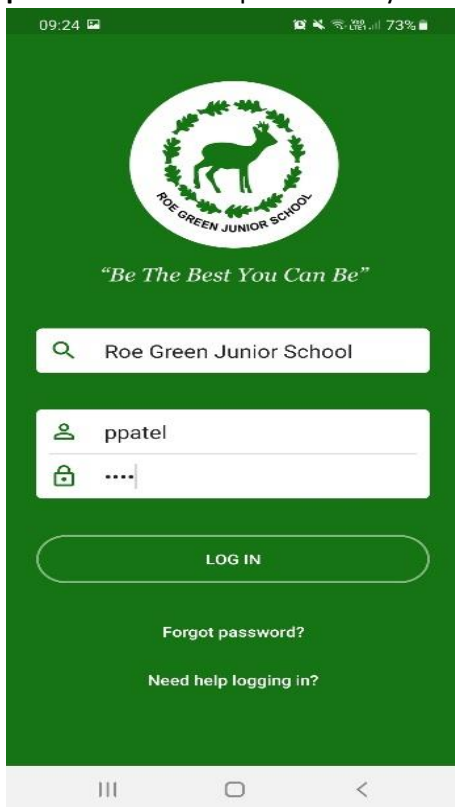 09:24 73%
ROE GREEN JUNIOR SCHOOL
“Be The Best You Can Be”
Roe Green Junior School
ppatel
••••
LOG IN
Forgot password?
Need help logging in?